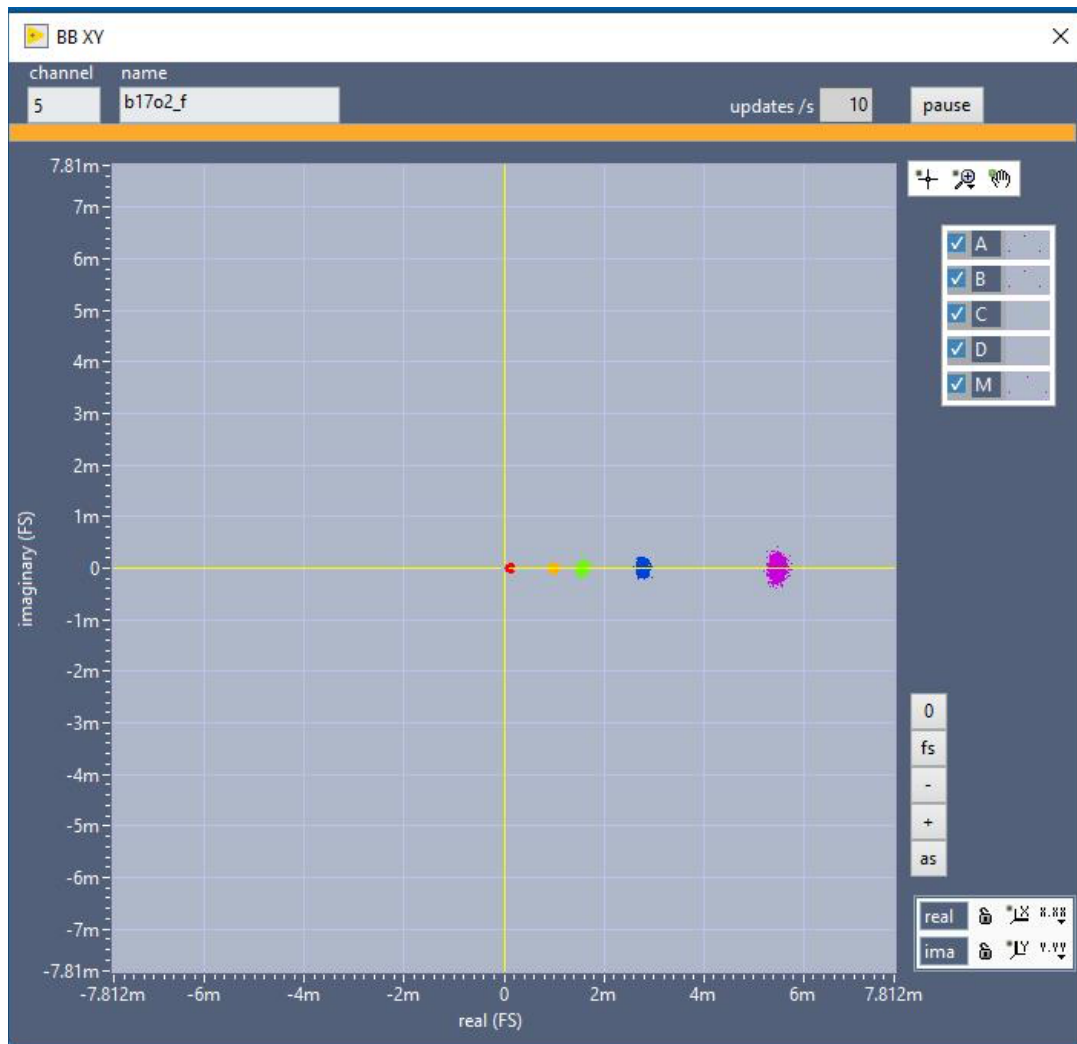 BB XY
channel name
5 b17o2_f updates /s 10 pause
7.81m
7m
6m
5m
4m
3m
2m
1m
0
-1m
-2m
-3m
-4m
-5m
-6m
-7m
-7.81m
imaginary (FS)
-7.812m -6m -4m -2m 0 2m 4m 6m 7.812m
real (FS)
A
B
C
D
M
0
fs
-
+
as
real X x.xx
ima Y y.yy